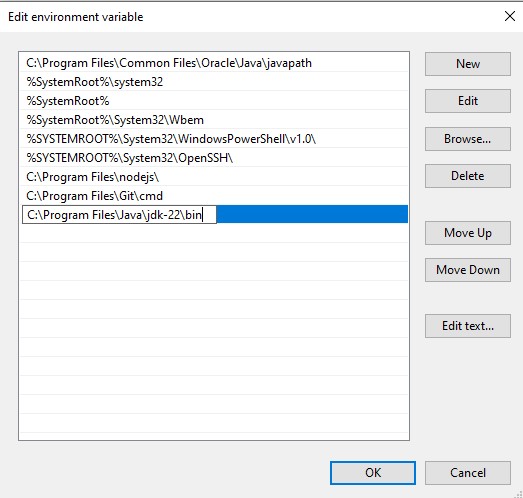 Edit environment variable
C:\Program Files\Common Files\Oracle\Java\javapath
%SystemRoot%\system32
%SystemRoot%
%SystemRoot%\System32\Wbem
%SYSTEMROOT%\System32\WindowsPowerShell\v1.0\
%SYSTEMROOT%\System32\OpenSSH\
C:\Program Files\nodejs\
C:\Program Files\Git\cmd
C:\Program Files\Java\jdk-22\bin
New
Edit
Browse...
Delete
Move Up
Move Down
Edit text...
OK
Cancel